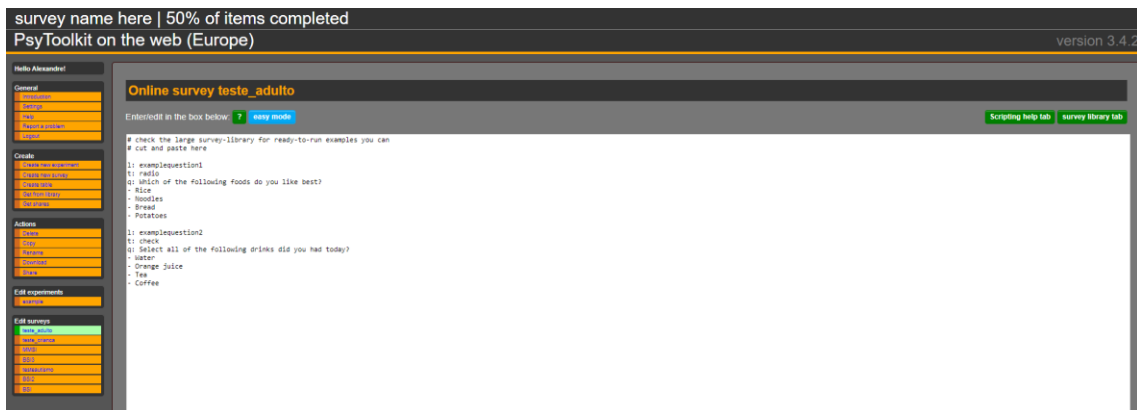 survey name here | 50% of items completed
PsyToolkit on the web (Europe)
version 3.4.2
Hello Alexandre!
General
Introduction
Settings
Help
Report a problem
Logout
Create
Create new experiment
Create new survey
Create table
Get from library
Get shares
Actions
Delete
Copy
Rename
Download
Share
Edit experiments
example
Edit surveys
teste_adulto
teste_crianca
BSI3
testeautismo
BSI2
BSI
Online survey teste_adulto
Enter/edit in the box below: ? easy mode
Scripting help tab survey library tab
# check the large survey-library for ready-to-run examples you can
# cut and paste here
l: examplequestion1
t: radio
q: Which of the following foods do you like best?
- Rice
- Noodles
- Bread
- Potatoes
l: examplequestion2
t: check
q: Select all of the following drinks did you had today?
- Water
- Orange juice
- Tea
- Coffee